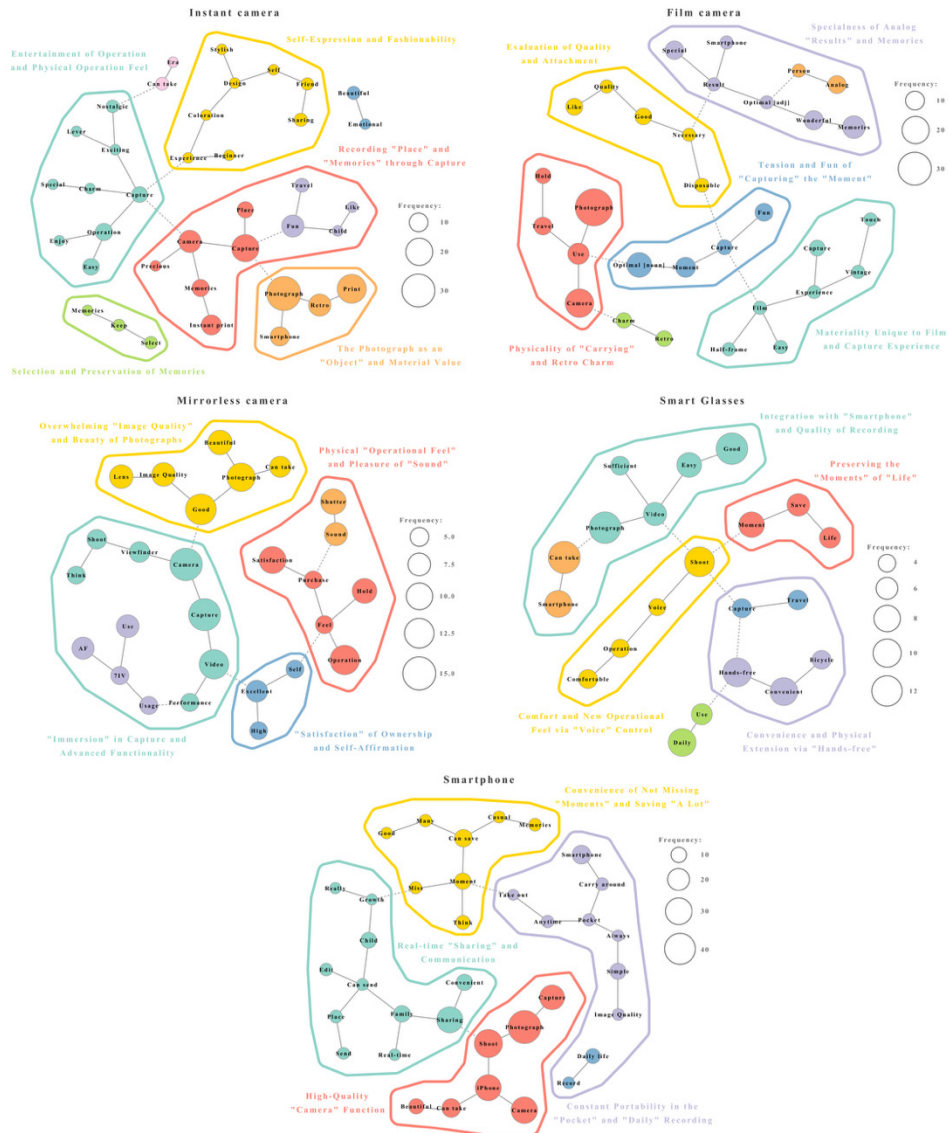 Instant camera
Entertainment of Operation
and Physical Operation Feel
Self-Expression and Fashionability
Era
Can take
Nostalgic
Lever
Exciting
Special
Charm
Capture
Enjoy
Operation
Easy
Stylish
Self
Design
Friend
Coloration
Sharing
Experience
Beginner
Beautiful
Emotional
Recording "Place" and
"Memories" through Capture
Travel
Place
Like
Fun
Child
Camera
Capture
Precious
Memories
Instant print
Frequency:
10
20
30
Photograph
Print
Retro
Smartphone
The Photograph as an
"Object" and Material Value
Memories
Keep
Select
Selection and Preservation of Memories
Film camera
Evaluation of Quality
and Attachment
Specialness of Analog
"Results" and Memories
Quality
Like
Good
Necessary
Disposable
Smartphone
Special
Result
Person
Analog
Optimal [adj]
Wonderful
Memories
Frequency:
10
20
30
Tension and Fun of
"Capturing" the "Moment"
Hold
Photograph
Travel
Use
Camera
Charm
Retro
Fan
Capture
Optimal [noun]
Moment
Touch
Capture
Vintage
Experience
Film
Half-frame
Easy
Physicality of "Carrying"
and Retro Charm
Materiality Unique to Film
and Capture Experience
Mirrorless camera
Overwhelming "Image Quality"
and Beauty of Photographs
Beautiful
Lens
Image Quality
Can take
Photograph
Good
Physical "Operational Feel"
and Pleasure of "Sound"
Shutter
Sound
Satisfaction
Purchase
Hold
Feel
Operation
Shoot
Viewfinder
Think
Camera
Capture
Use
AF
Video
7IV
Usage
Performance
Self
Excellent
High
Frequency:
5.0
7.5
10.0
12.5
15.0
"Immersion" in Capture and
Advanced Functionality
"Satisfaction" of Ownership
and Self-Affirmation
Smart Glasses
Integration with "Smartphone"
and Quality of Recording
Good
Sufficient
Easy
Photograph
Video
Can take
Smartphone
Preserving the
"Moments" of "Life"
Save
Moment
Life
Shoot
Voice
Operation
Comfortable
Capture
Travel
Bicycle
Hands-free
Convenient
Use
Daily
Frequency:
4
6
8
10
12
Comfort and New Operational
Feel via "Voice" Control
Convenience and Physical
Extension via "Hands-free"
Smartphone
Convenience of Not Missing
"Moments" and Saving "A Lot"
Many
Casual
Good
Memories
Can save
Miss
Moment
Think
Smartphone
Carry around
Take out
Anytime
Pocket
Always
Simple
Image Quality
Daily life
Record
Frequency:
10
20
30
40
Really
Growth
Child
Edit
Can send
Place
Family
Send
Real-time
Convenient
Sharing
Real-time "Sharing" and
Communication
Capture
Photograph
Shoot
iPhone
Beautiful
Can take
Camera
High-Quality
"Camera" Function
Constant Portability in the
"Pocket" and "Daily" Recording